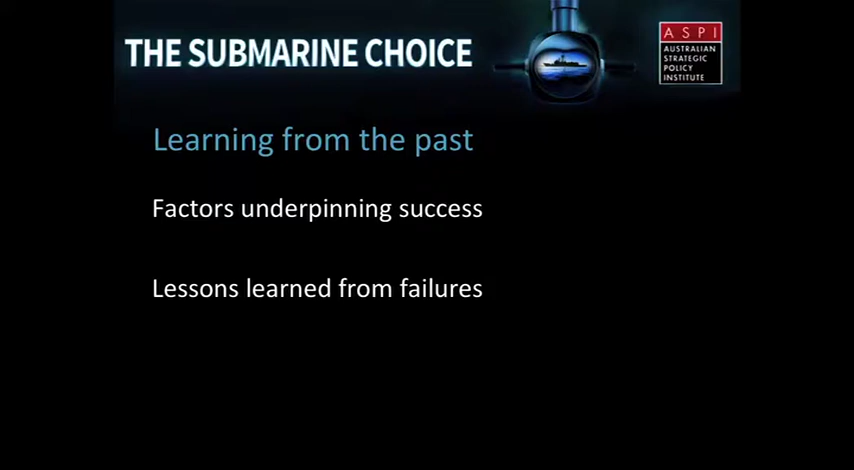 THE SUBMARINE CHOICE
ASPI
AUSTRALIAN
STRATEGIC
POLICY
INSTITUTE
Learning from the past
Factors underpinning success
Lessons learned from failures